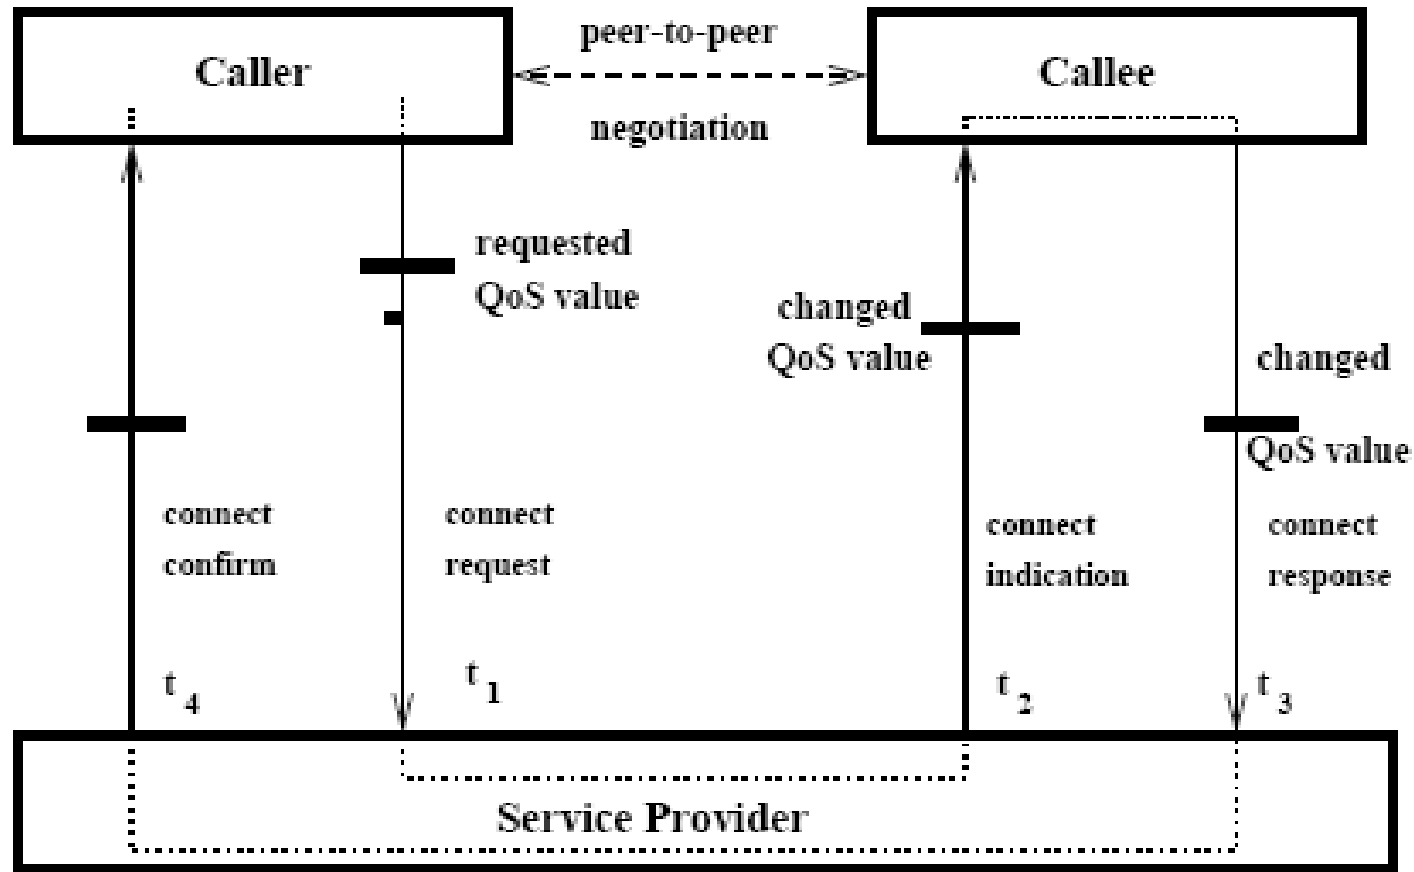 Caller
peer-to-peer
negotiation
Callee
requested
QoS value
changed
QoS value
changed
QoS value
connect
confirm
connect
request
connect
indication
connect
response
t 4
t 1
t 2
t 3
Service Provider